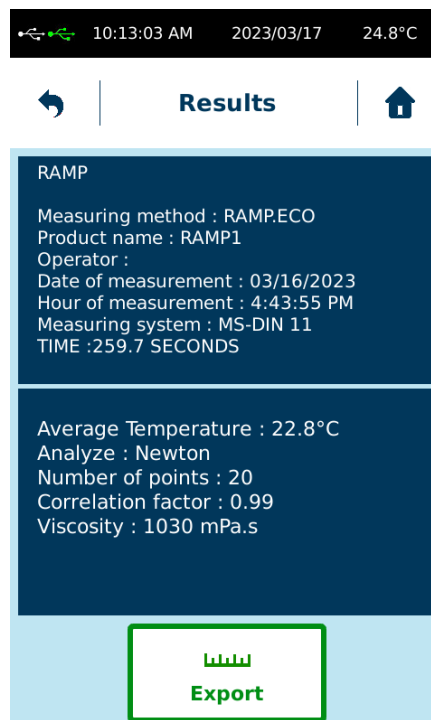 10:13:03 AM 2023/03/17 24.8°C
Results
RAMP
Measuring method : RAMP.ECO
Product name : RAMP1
Operator :
Date of measurement : 03/16/2023
Hour of measurement : 4:43:55 PM
Measuring system : MS-DIN 11
TIME :259.7 SECONDS
Average Temperature : 22.8°C
Analyze : Newton
Number of points : 20
Correlation factor : 0.99
Viscosity : 1030 mPa.s
Export